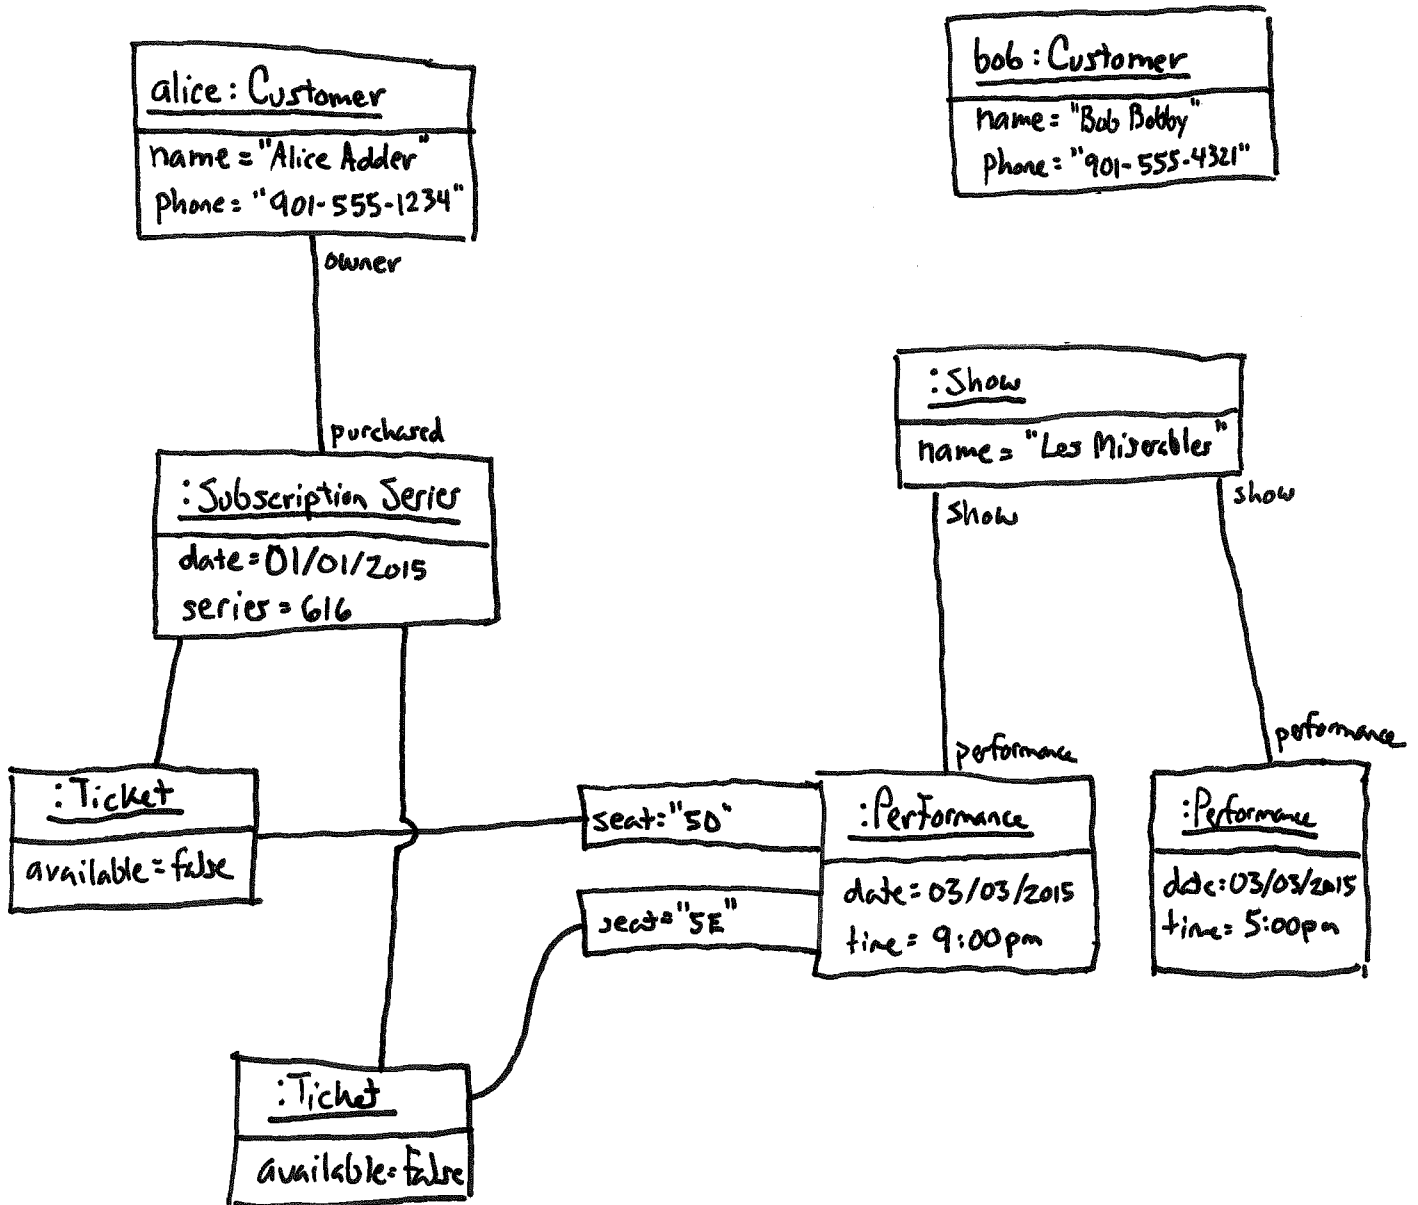 alice: Customer
name = "Alice Adder"
phone = "901-555-1234"
owner
bob: Customer
name = "Bob Bobby"
phone = "901-555-4321"
purchased
:Subscription Series
date = 01/01/2015
series = 616
:Show
name = "Les Miserables"
show
show
performance
performance
:Ticket
available = false
seat = "5D"
seat = "5E"
:Performance
date = 03/03/2015
time = 9:00pm
:Performance
date = 03/03/2015
time = 5:00pm
:Ticket
available = false